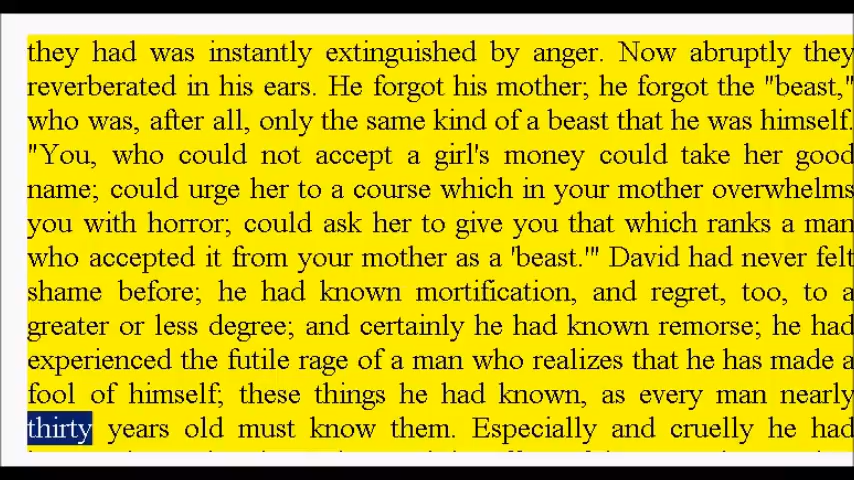 they had was instantly extinguished by anger. Now abruptly they
reverberated in his ears. He forgot his mother; he forgot the "beast,"
who was, after all, only the same kind of a beast that he was himself.
"You, who could not accept a girl's money could take her good
name; could urge her to a course which in your mother overwhelms
you with horror; could ask her to give you that which ranks a man
who accepted it from your mother as a 'beast.'" David had never felt
shame before; he had known mortification, and regret, too, to a
greater or less degree; and certainly he had known remorse; he had
experienced the futile rage of a man who realizes that he has made a
fool of himself; these things he had known, as every man nearly
thirty years old must know them. Especially and cruelly he had